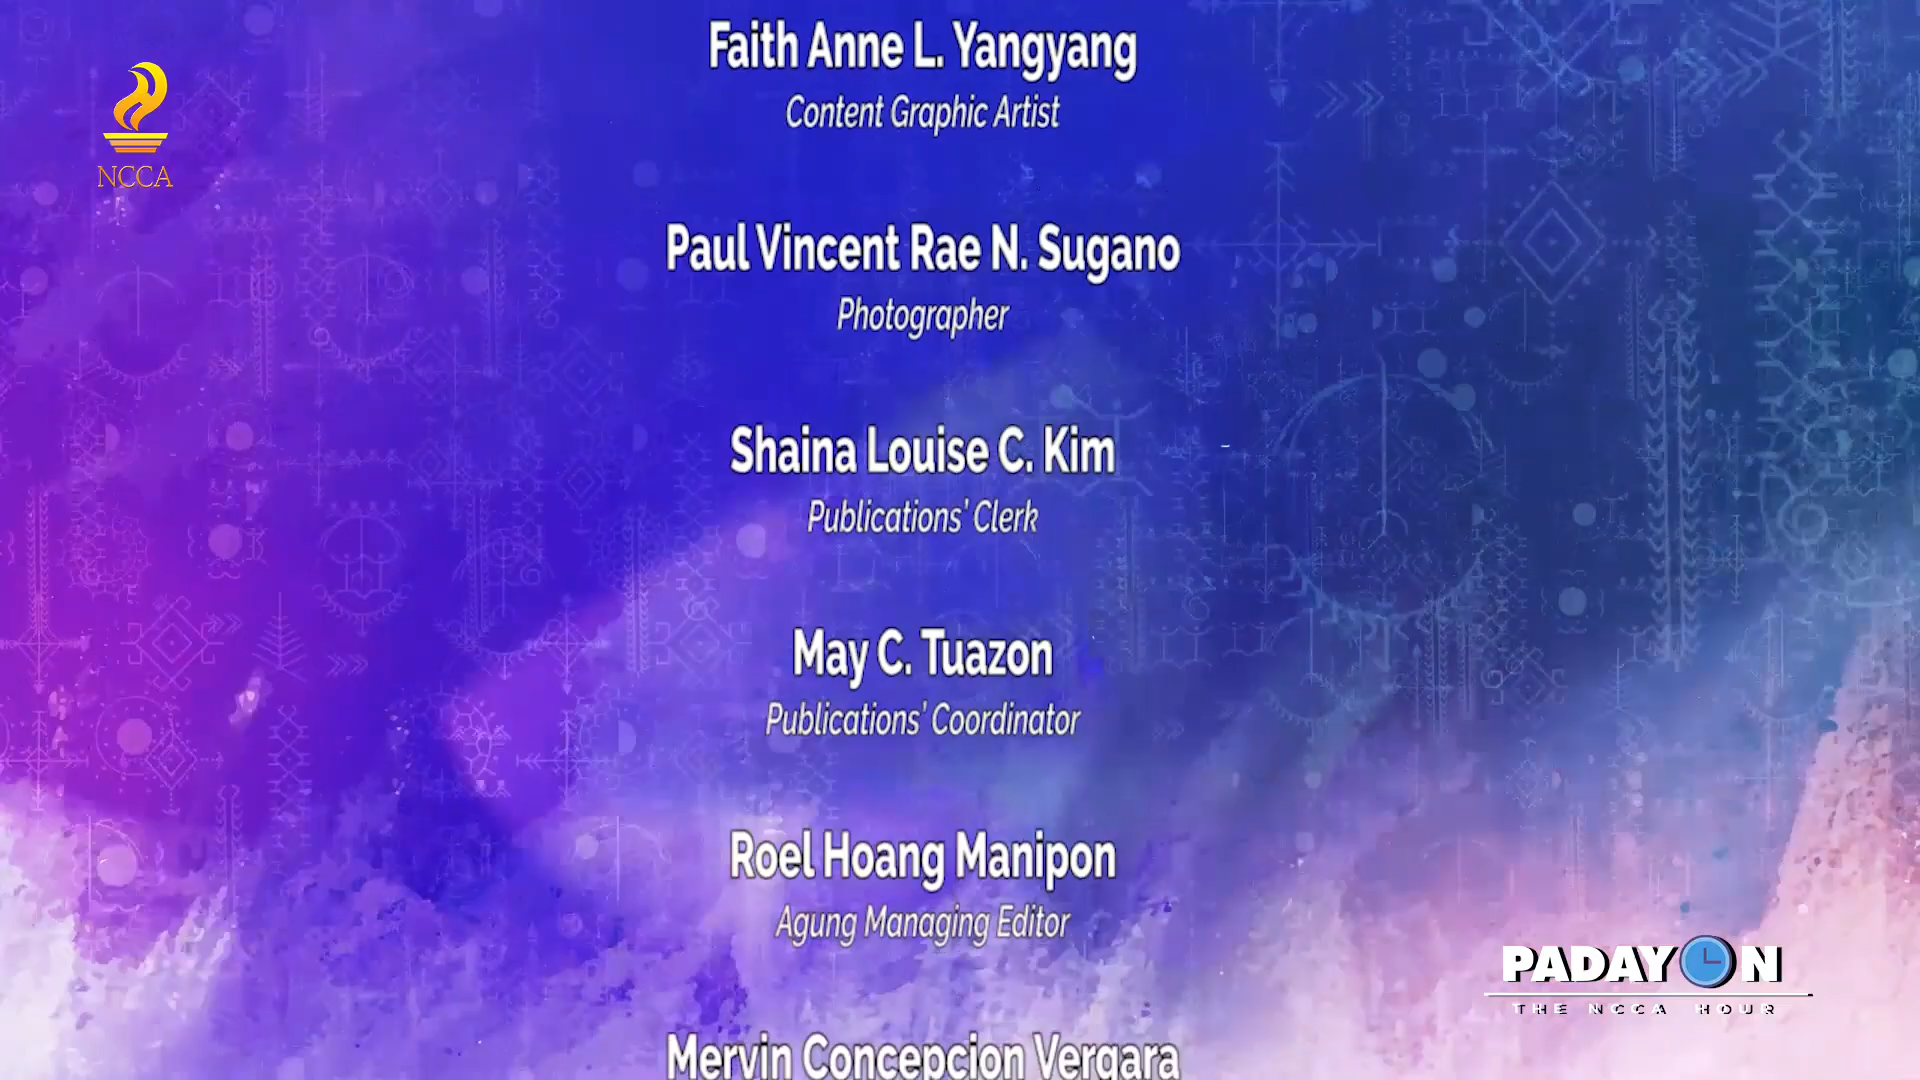 NCCA
Faith Anne L. Yangyang
Content Graphic Artist
Paul Vincent Rae N. Sugano
Photographer
Shaina Louise C. Kim
Publications' Clerk
May C. Tuazon
Publications' Coordinator
Roel Hoang Manipon
Agung Managing Editor
Mervin Concepcion Vergara
PADAYON
THE NCCA HOUR